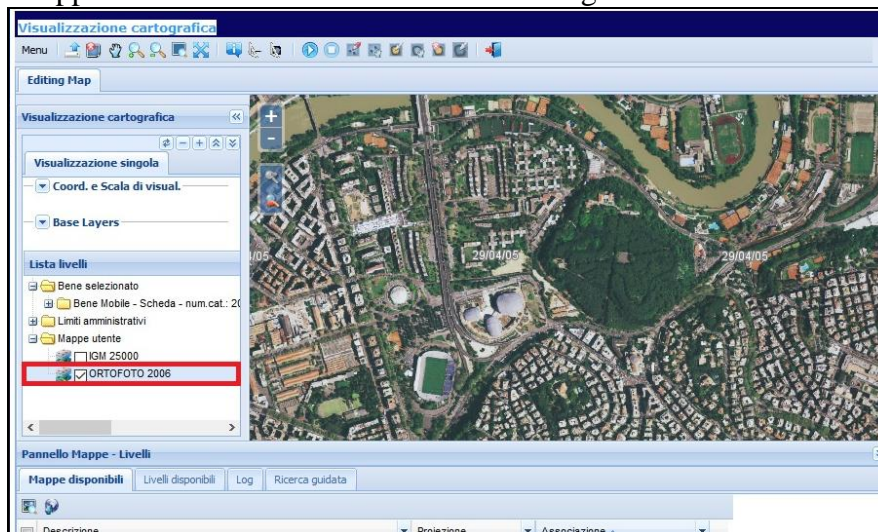 Visualizzazione cartografica
Menu
Editing Map
Visualizzazione cartografica
Visualizzazione singola
Coord. e Scala di visual.
Base Layers
Lista livelli
Bene selezionato
Bene Mobile - Scheda - num.cat.: 20
Limiti amministrativi
Mappe utente
IGM 25000
ORTOFOTO 2006
/05
29/04/05
29/04/05
Pannello Mappe - Livelli
Mappe disponibili Livelli disponibili Log Ricerca guidata
Descrizione Proiezione Associazione